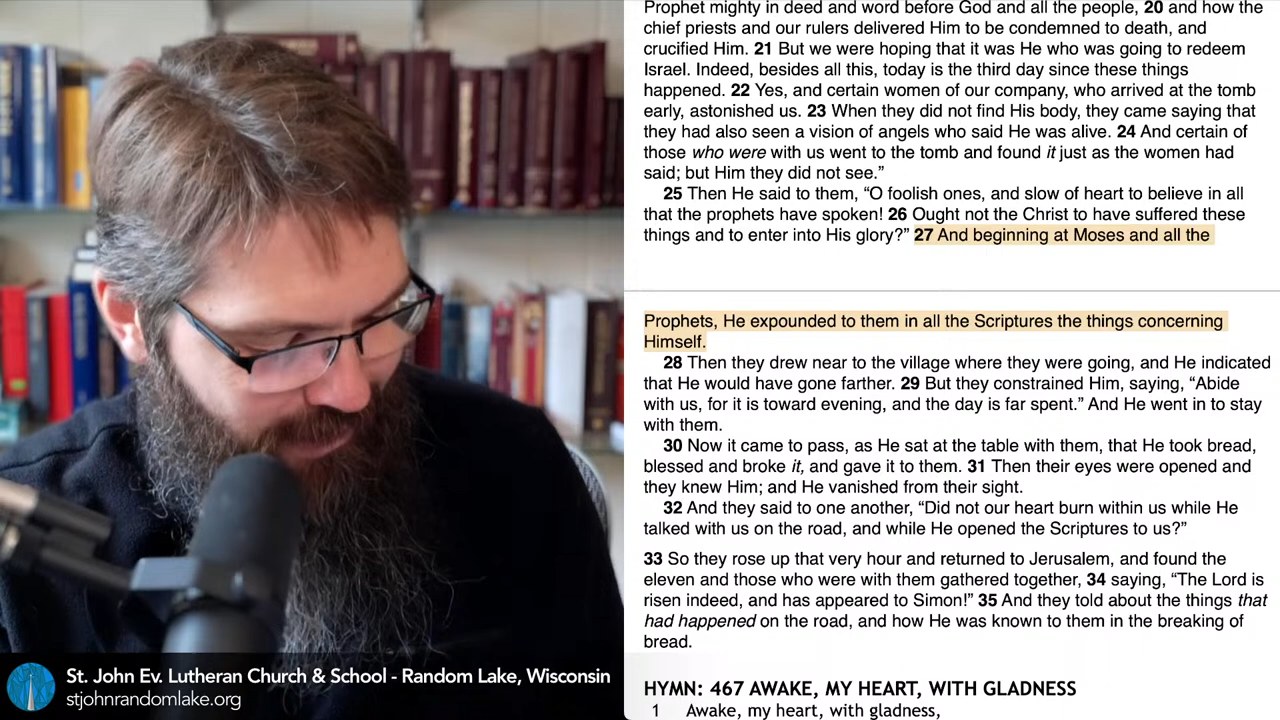 Prophet mighty in deed and word before God and all the people, 20 and how the
chief priests and our rulers delivered Him to be condemned to death, and
crucified Him. 21 But we were hoping that it was He who was going to redeem
Israel. Indeed, besides all this, today is the third day since these things
happened. 22 Yes, and certain women of our company, who arrived at the tomb
early, astonished us. 23 When they did not find His body, they came saying that
they had also seen a vision of angels who said He was alive. 24 And certain of
those who were with us went to the tomb and found it just as the women had
said; but Him they did not see.”
25 Then He said to them, “O foolish ones, and slow of heart to believe in all
that the prophets have spoken! 26 Ought not the Christ to have suffered these
things and to enter into His glory?” 27 And beginning at Moses and all the
Prophets, He expounded to them in all the Scriptures the things concerning
Himself.
28 Then they drew near to the village where they were going, and He indicated
that He would have gone farther. 29 But they constrained Him, saying, “Abide
with us, for it is toward evening, and the day is far spent.” And He went in to stay
with them.
30 Now it came to pass, as He sat at the table with them, that He took bread,
blessed and broke it, and gave it to them. 31 Then their eyes were opened and
they knew Him; and He vanished from their sight.
32 And they said to one another, “Did not our heart burn within us while He
talked with us on the road, and while He opened the Scriptures to us?”
33 So they rose up that very hour and returned to Jerusalem, and found the
eleven and those who were with them gathered together, 34 saying, “The Lord is
risen indeed, and has appeared to Simon!” 35 And they told about the things that
had happened on the road, and how He was known to them in the breaking of
bread.
HYMN: 467 AWAKE, MY HEART, WITH GLADNESS
1 Awake, my heart, with gladness,
St. John Ev. Lutheran Church & School - Random Lake, Wisconsin
stjohnrandomlake.org